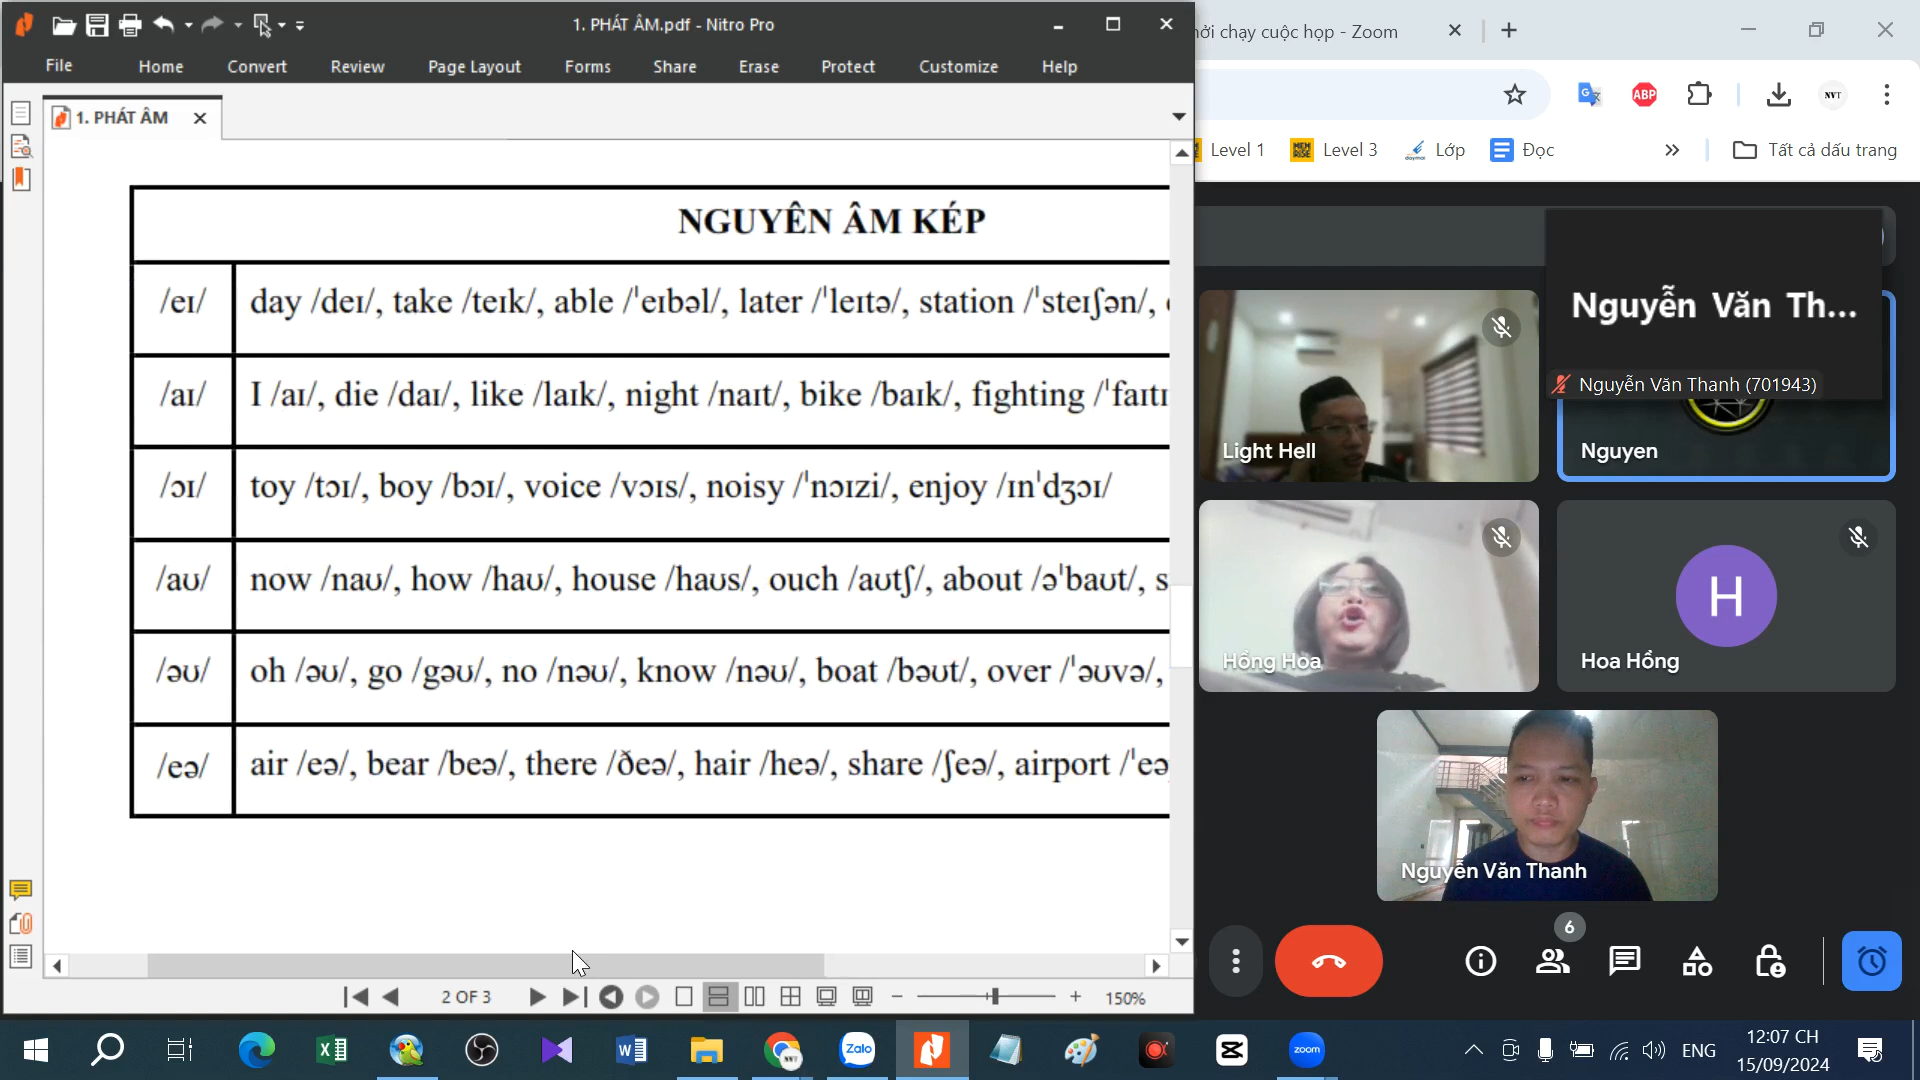 1. PHÁT ÂM.pdf - Nitro Pro
File Home Convert Review Page Layout Forms Share Erase Protect Customize Help
1. PHÁT ÂM
NGUYÊN ÂM KÉP
/eɪ/ day /deɪ/, take /teɪk/, able /ˈeɪbəl/, later /ˈleɪtə/, station /ˈsteɪʃən/,
/aɪ/ I /aɪ/, die /daɪ/, like /laɪk/, night /naɪt/, bike /baɪk/, fighting /ˈfaɪtɪ
/ɔɪ/ toy /tɔɪ/, boy /bɔɪ/, voice /vɔɪs/, noisy /ˈnɔɪzi/, enjoy /ɪnˈdʒɔɪ/
/aʊ/ now /naʊ/, how /haʊ/, house /haʊs/, ouch /aʊtʃ/, about /əˈbaʊt/, s
/əʊ/ oh /əʊ/, go /gəʊ/, no /nəʊ/, know /nəʊ/, boat /bəʊt/, over /ˈəʊvə/,
/eə/ air /eə/, bear /beə/, there /ðeə/, hair /heə/, share /ʃeə/, airport /ˈeə
2 OF 3
150%
chạy cuộc họp - Zoom
ABP
NVT
Level 1
MEM RISE
Level 3
Lớp
Đọc
Tất cả dấu trang
Nguyễn Văn Th...
Nguyễn Văn Thanh (701943)
Light Hell
Nguyen
Hồng Hoa
H
Hoa Hồng
Nguyễn Văn Thanh
6
Zalo
zoom
ENG
12:07 CH
15/09/2024